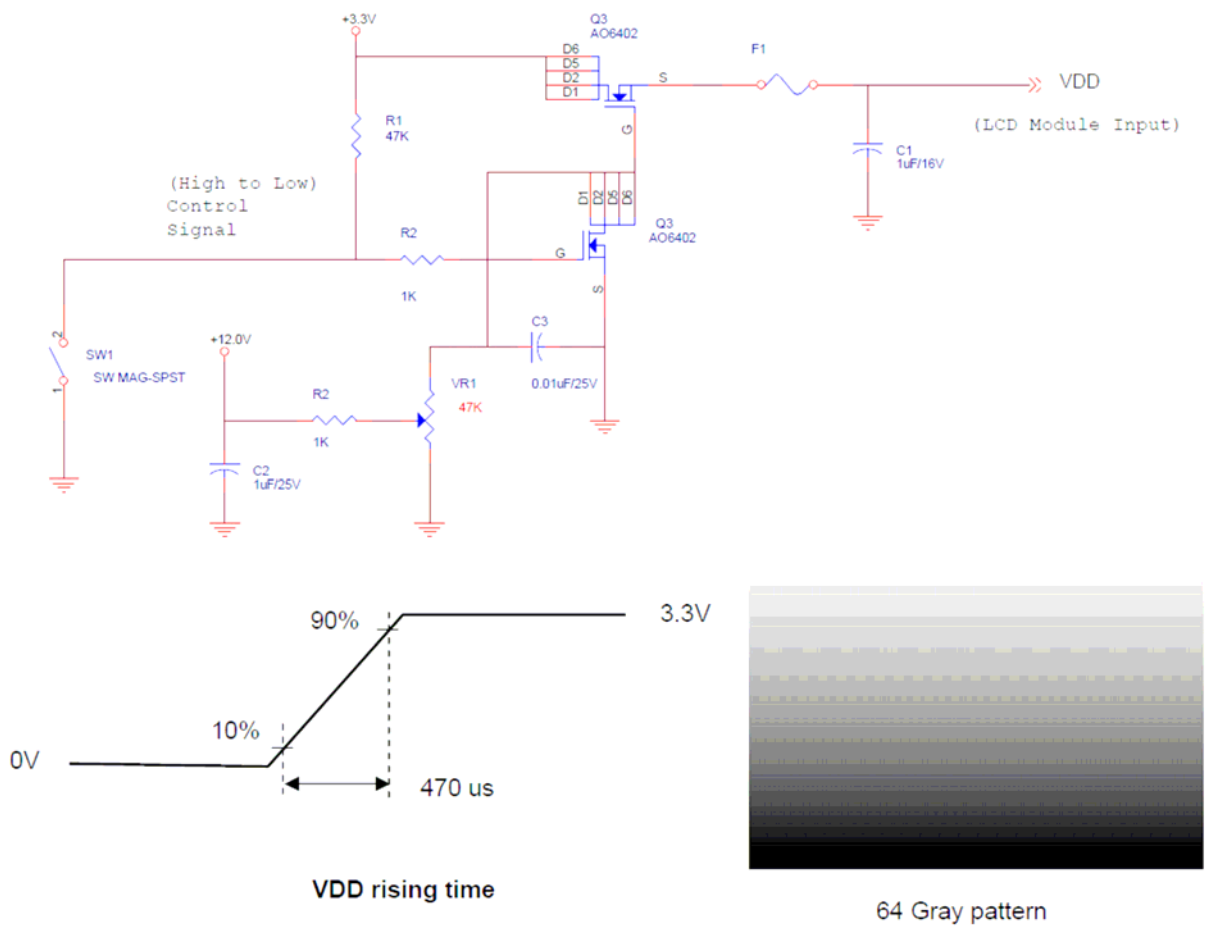 +3.3V
Q3
AO6402
D6
D5
D2
D1
S
G
F1
VDD
(LCD Module Input)
R1
47K
C1
1uF/16V
(High to Low)
Control
Signal
D1
D2
D5
D6
Q3
AO6402
R2
1K
G
S
2
1
SW1
SW MAG-SPST
+12.0V
C3
0.01uF/25V
VR1
47K
R2
1K
C2
1uF/25V
90%
3.3V
10%
0V
470 us
VDD rising time
64 Gray pattern